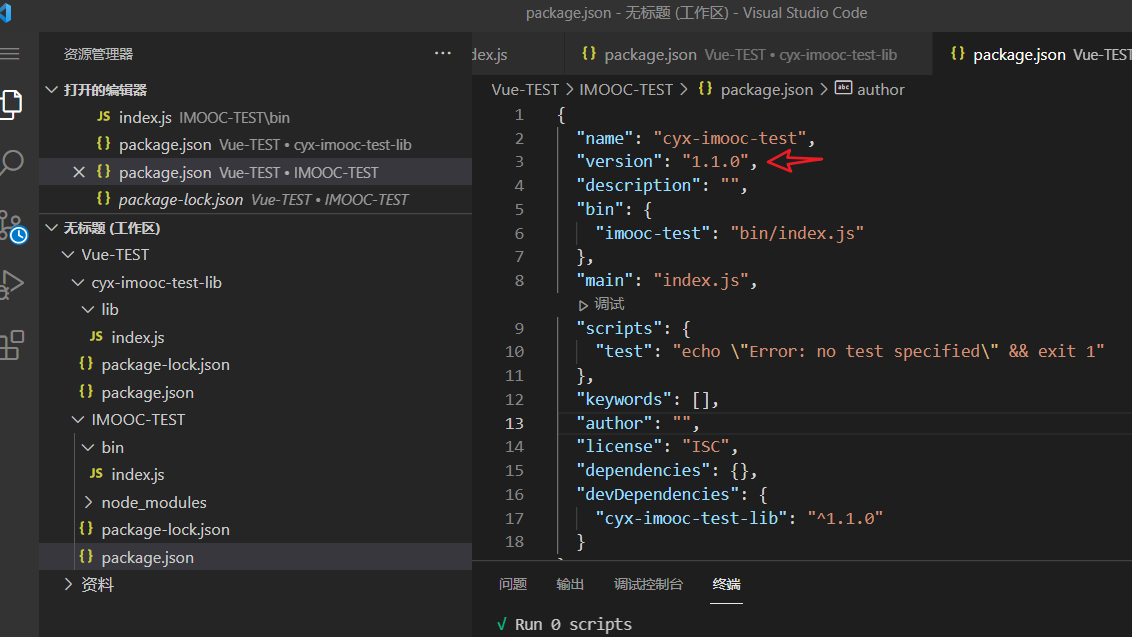 package.json - 无标题 (工作区) - Visual Studio Code
资源管理器 ···
打开的编辑器
JS index.js IMOOC-TEST\bin
{} package.json Vue-TEST • cyx-imooc-test-lib
{} package.json Vue-TEST • IMOOC-TEST
{} package-lock.json Vue-TEST • IMOOC-TEST
无标题 (工作区)
Vue-TEST
cyx-imooc-test-lib
lib
JS index.js
{} package-lock.json
{} package.json
IMOOC-TEST
bin
JS index.js
node_modules
{} package-lock.json
{} package.json
资料
dex.js {} package.json Vue-TEST • cyx-imooc-test-lib {} package.json Vue-TEST
Vue-TEST > IMOOC-TEST > {} package.json > abc author
1 {
2 "name": "cyx-imooc-test",
3 "version": "1.1.0",
4 "description": "",
5 "bin": {
6 "imooc-test": "bin/index.js"
7 },
8 "main": "index.js",
调试
9 "scripts": {
10 "test": "echo \"Error: no test specified\" && exit 1"
11 },
12 "keywords": [],
13 "author": "",
14 "license": "ISC",
15 "dependencies": {},
16 "devDependencies": {
17 "cyx-imooc-test-lib": "^1.1.0"
18 }
问题 输出 调试控制台 终端
√ Run 0 scripts